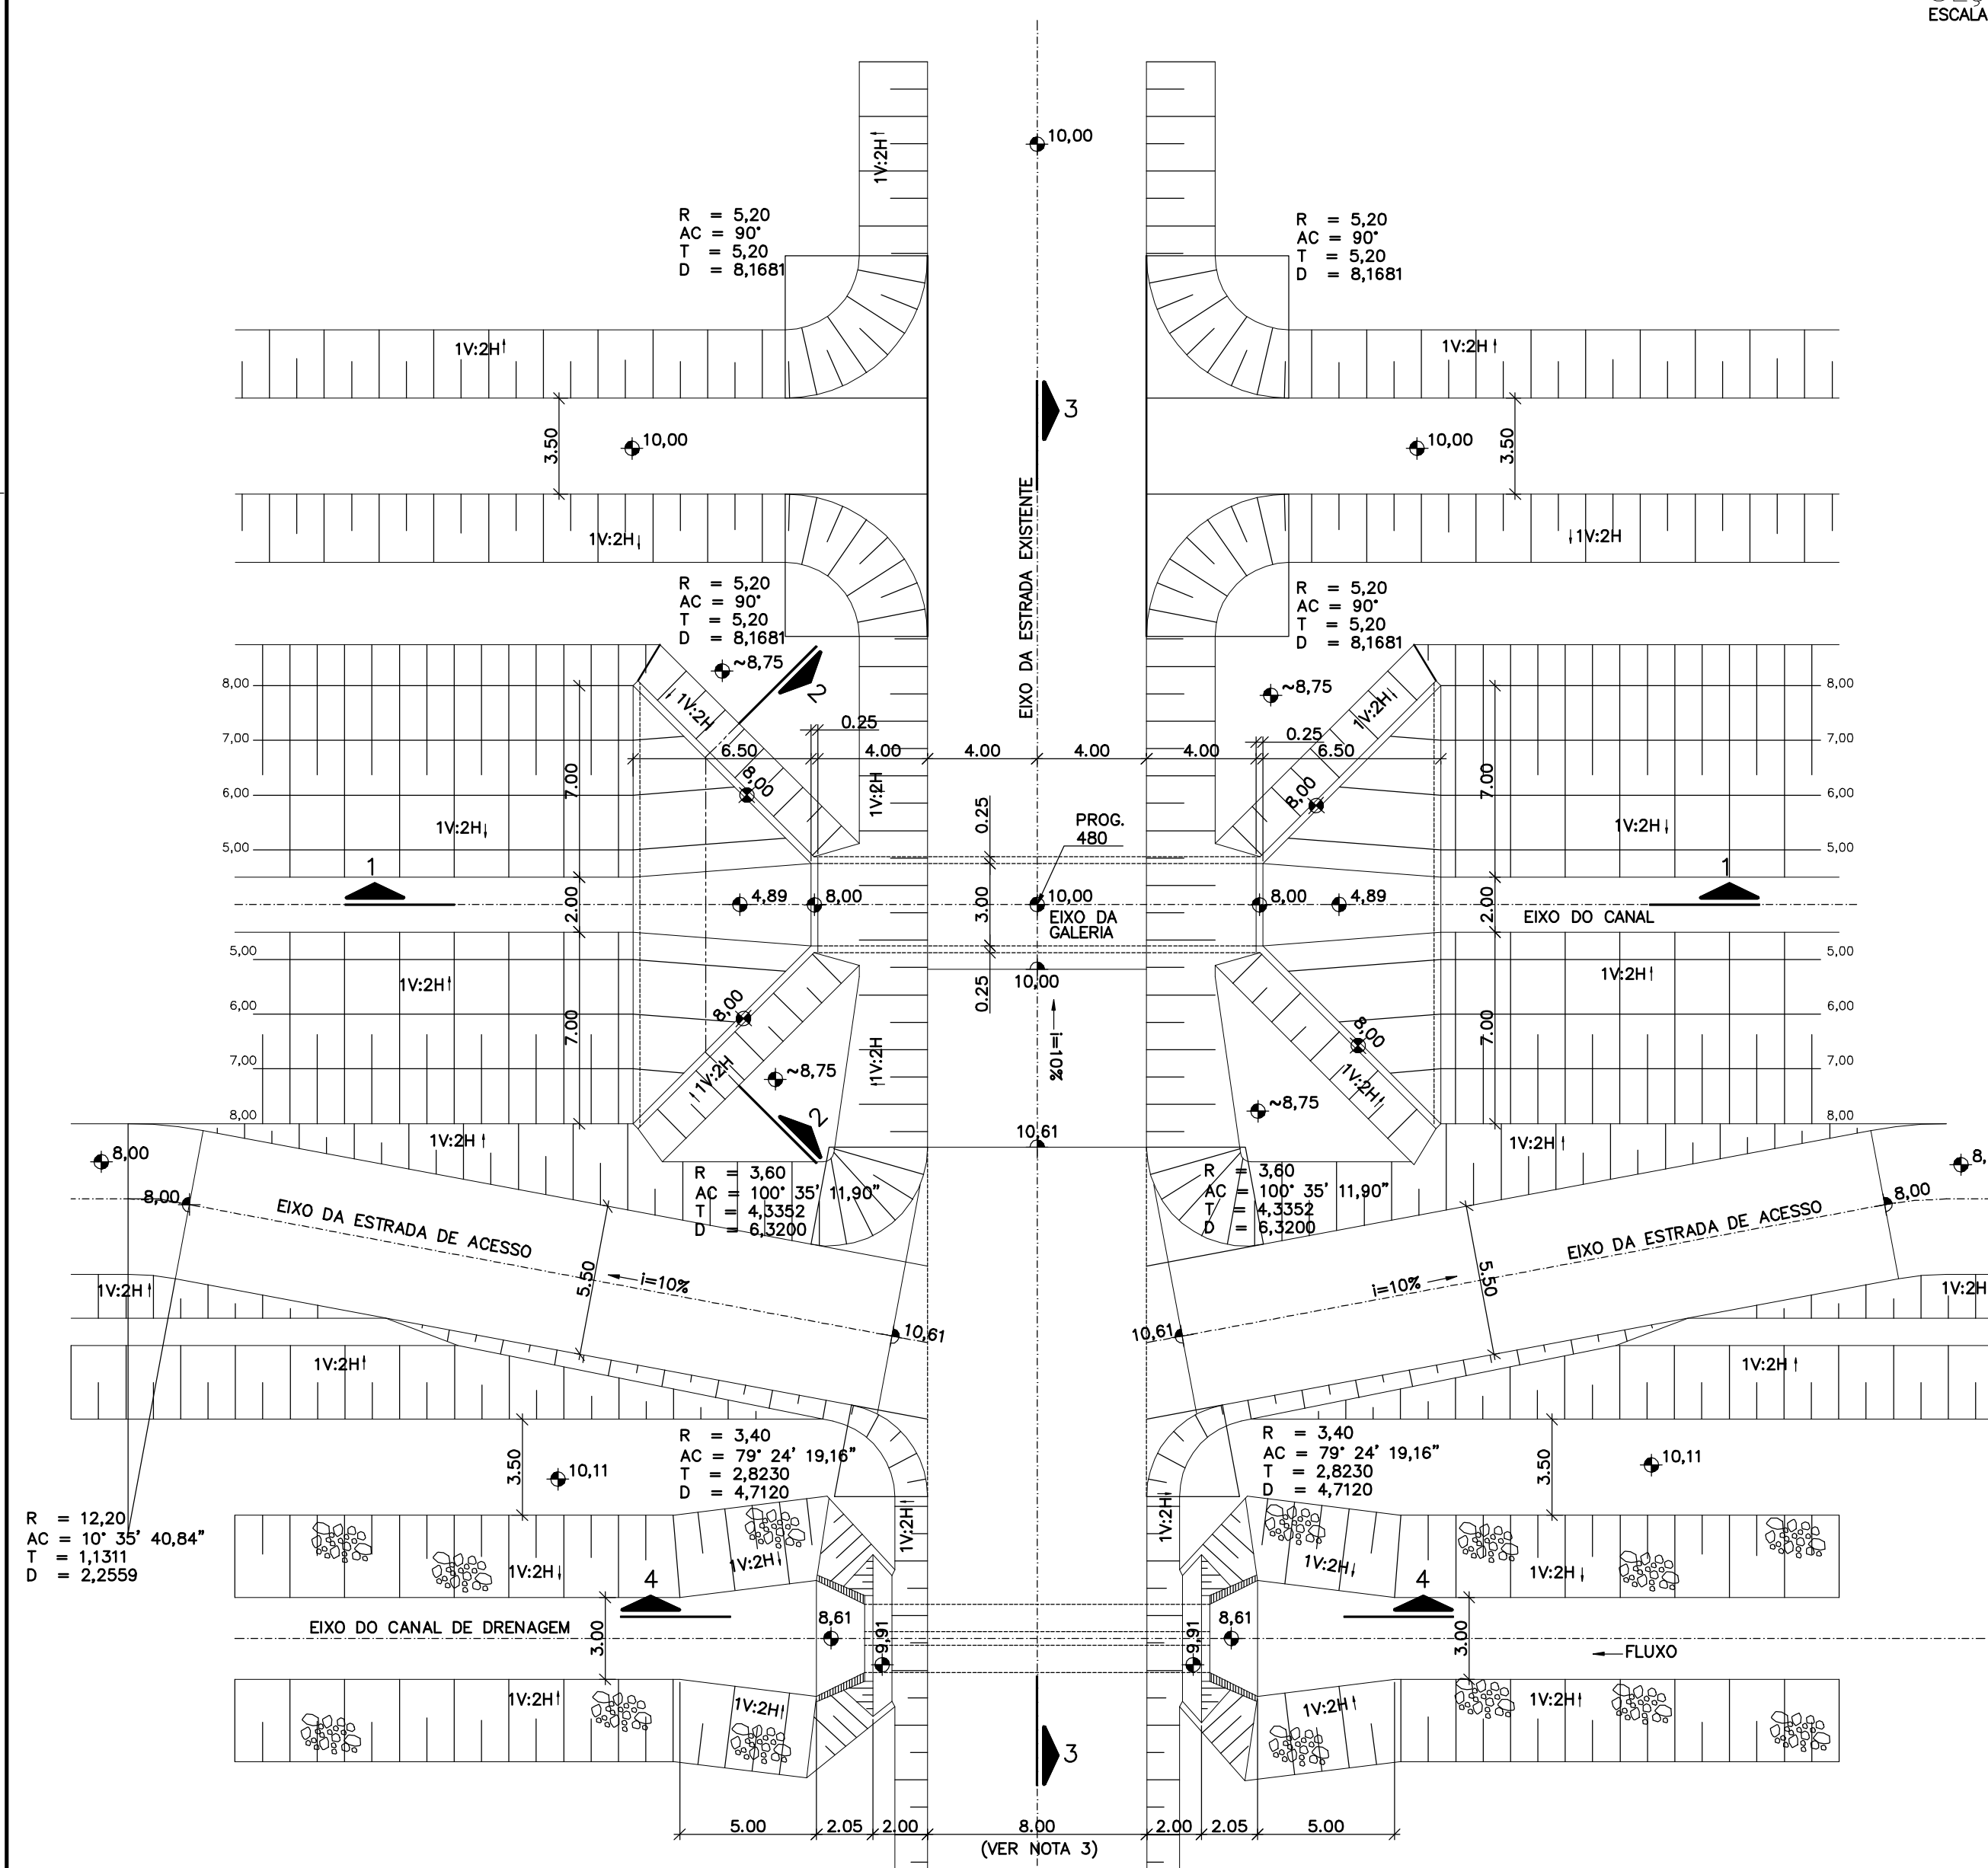 ESCALA
10,00
1V:2H
R = 5,20
AC = 90°
T = 5,20
D = 8,1681
R = 5,20
AC = 90°
T = 5,20
D = 8,1681
1V:2H
1V:2H
3.50
10,00
3
10,00
3.50
EIXO DA ESTRADA EXISTENTE
1V:2H
1V:2H
R = 5,20
AC = 90°
T = 5,20
D = 8,1681
R = 5,20
AC = 90°
T = 5,20
D = 8,1681
~8,75
2
~8,75
8,00
8,00
1V:2H
1V:2H
0.25
0.25
7,00
7,00
6.50
4.00
4.00
4.00
4.00
6.50
7.00
8,00
1V:2H
8,00
7.00
6,00
6,00
0.25
PROG.
480
1V:2H
1V:2H
5,00
5,00
1
1
2.00
4,89
8,00
3.00
10,00
8,00
4,89
2.00
EIXO DA
GALERIA
EIXO DO CANAL
5,00
5,00
1V:2H
10,00
0.25
1V:2H
6,00
8,00
8,00
6,00
7.00
1V:2H
i=10%
7.00
7,00
1V:2H
~8,75
1V:2H
7,00
~8,75
8,00
2
8,00
10,61
1V:2H
1V:2H
8,00
8,
R = 3,60
AC = 100° 35' 11,90"
T = 4,3352
D = 6,3200
R = 3,60
AC = 100° 35' 11,90"
T = 4,3352
D = 6,3200
8,00
8,00
EIXO DA ESTRADA DE ACESSO
EIXO DA ESTRADA DE ACESSO
1V:2H
5.50
i=10%
i=10%
5.50
1V:2H
10,61
10,61
1V:2H
1V:2H
R = 3,40
AC = 79° 24' 19,16"
T = 2,8230
D = 4,7120
R = 3,40
AC = 79° 24' 19,16"
T = 2,8230
D = 4,7120
3.50
10,11
3.50
10,11
R = 12,20
AC = 10° 35' 40,84"
T = 1,1311
D = 2,2559
1V:2H
1V:2H
1V:2H
1V:2H
1V:2H
1V:2H
4
4
EIXO DO CANAL DE DRENAGEM
3.00
8,61
9,91
9,91
8,61
3.00
FLUXO
1V:2H
1V:2H
1V:2H
1V:2H
3
5.00
2.05
2.00
8.00
2.00
2.05
5.00
(VER NOTA 3)